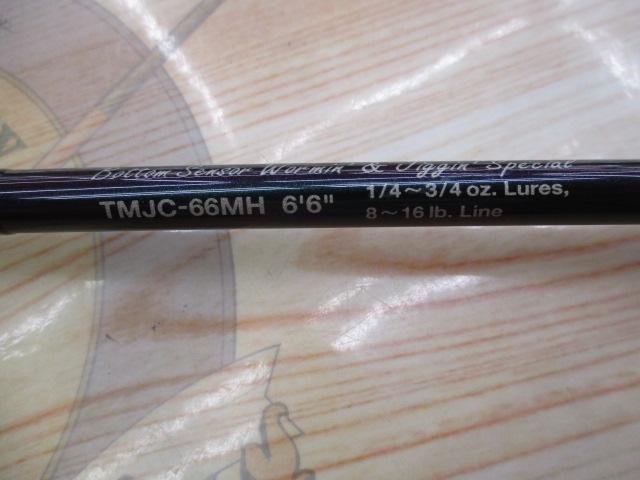 Bottom Sensor Wormin' & Jiggin' Special
TMJC-66MH 6'6"
1/4~3/4 oz. Lures,
8~16 lb. Line